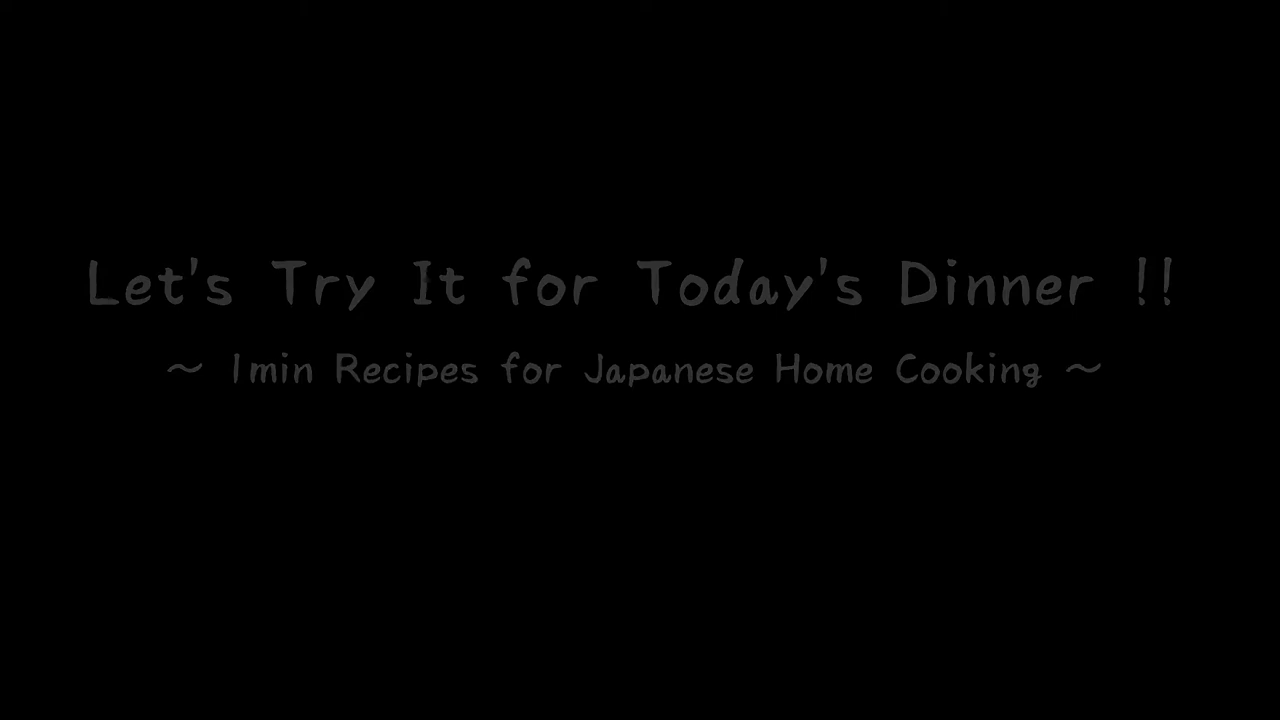 Let's Try It for Today's Dinner !!
～ 1min Recipes for Japanese Home Cooking ～